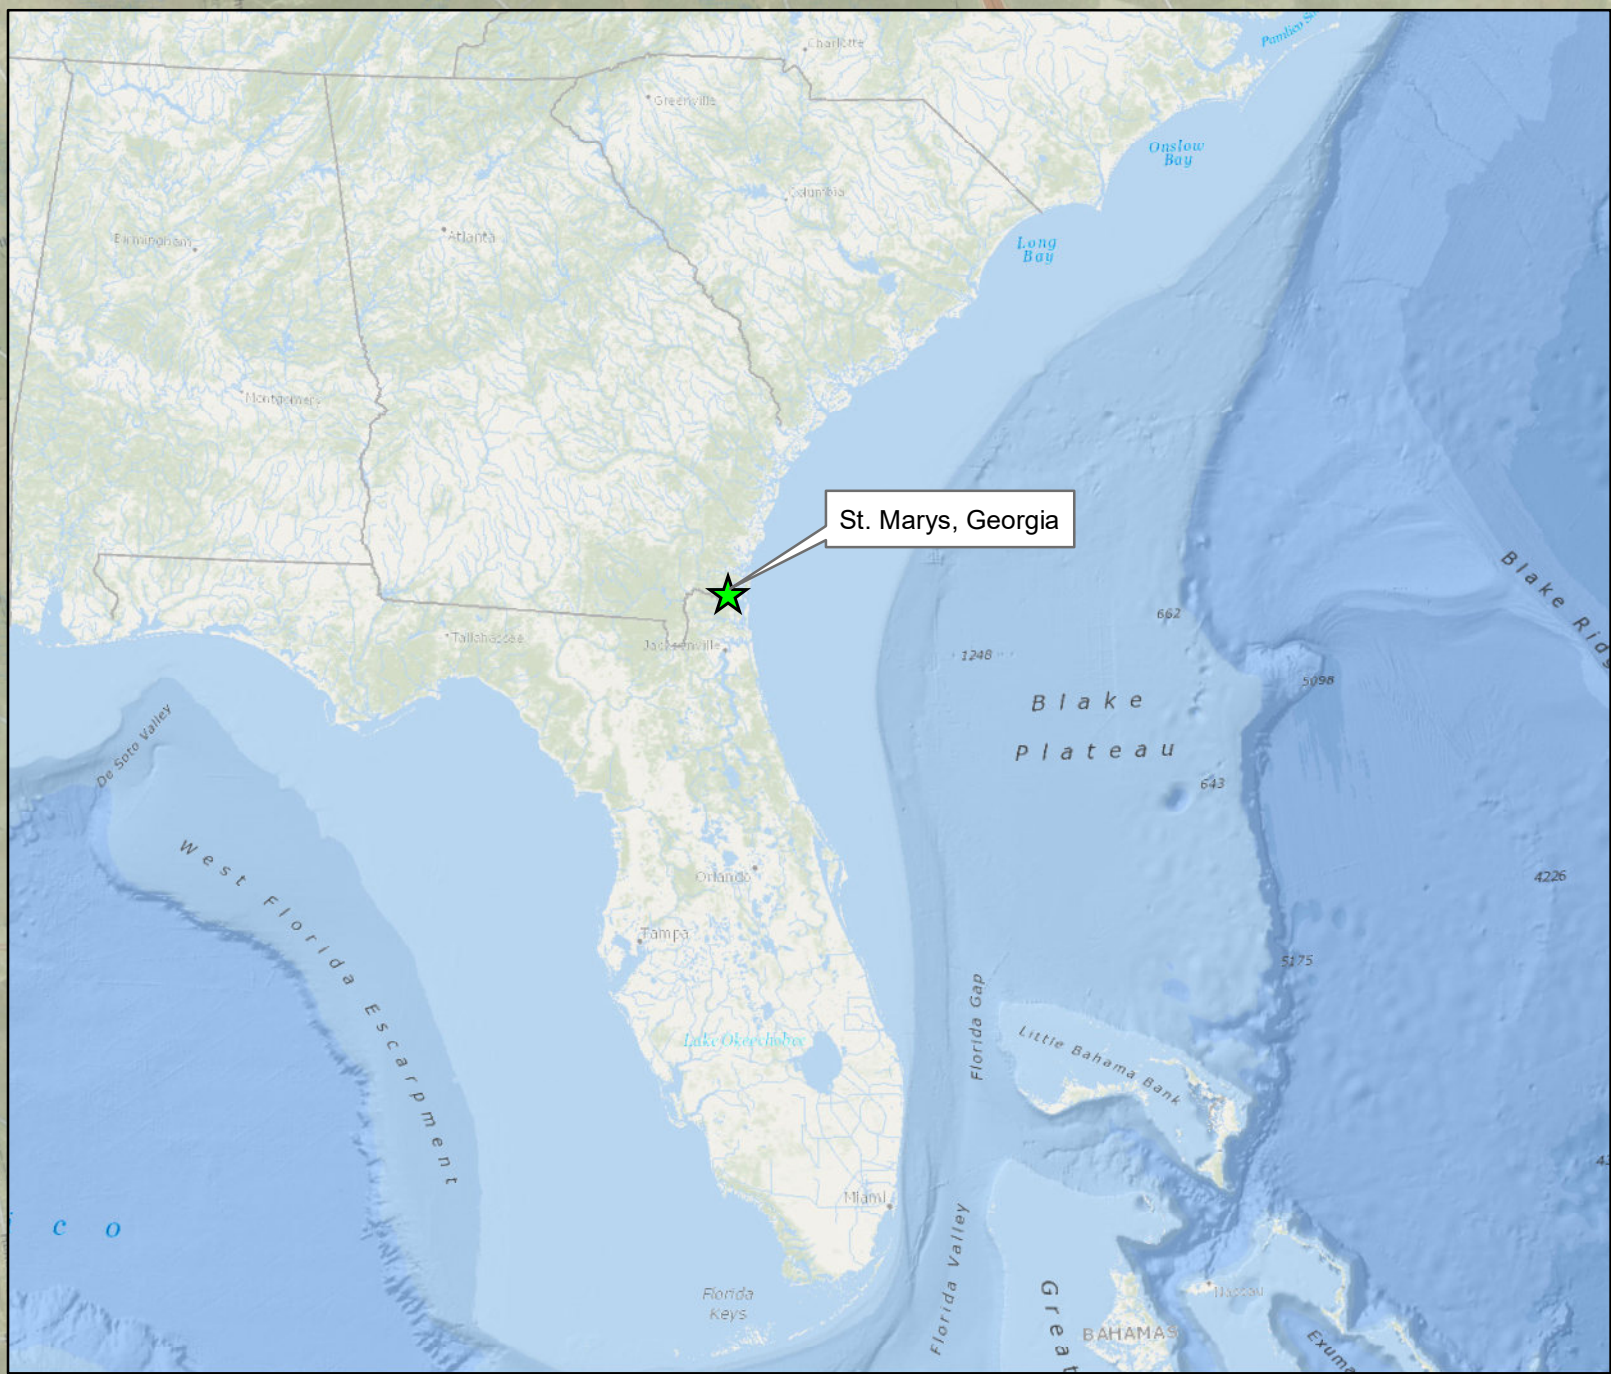 Pamlico
Charlotte
Greenville
Onslow
Bay
Columbia
Birmingham
Atlanta
Long
Bay
Montgomery
St. Marys, Georgia
Blake Rid
662
Tallahassee
Jacksonville
1248
5098
Blake
Plateau
De Soto Valley
643
West Florida Escarpment
Orlando
4226
Tampa
5175
Florida Gap
Little Bahama Bank
Lake Okeechobee
Miami
c o
Florida Valley
Florida
Keys
Nassau
Great
BAHAMAS
Exuma